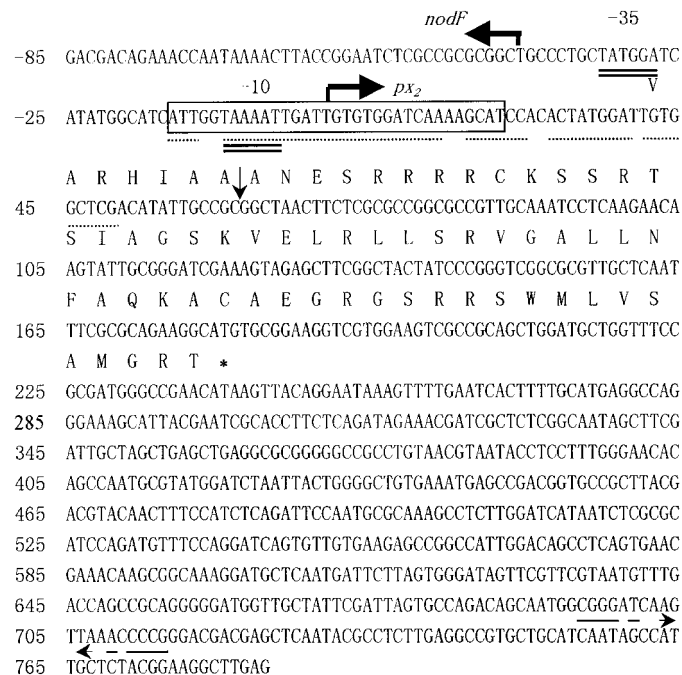 nodF -35
-85 GACGACAGAAACCAATAAAACTTACCGGAATCTCGCCGCGCGGCTGCCCTGCTATGGATC
-10 px2 V
-25 ATATGGCATCATTGGTAAAATTGATTGTGTGGATCAAAAGCATCCACACTATGGATTGTG
A R H I A A A N E S R R R R C K S S R T
45 GCTCGACATATTGCCGCGGCTAACTTCTCGCGCCGGCGCCGTTGCAAATCCTCAAGAACA
S I A G S K V E L R L L S R V G A L L N
105 AGTATTGCGGGATCGAAAGTAGAGCTTCGGCTACTATCCCGGGTCGGCGCGTTGCTCAAT
F A Q K A C A E G R G S R R S W M L V S
165 TTCGCGCAGAAGGCATGTGCGGAAGGTCGTGGAAGTCGCCGCAGCTGGATGCTGGTTTCC
A M G R T *
225 GCGATGGGCCGAACATAAGTTACAGGAATAAAGTTTTGAATCACTTTTGCATGAGGCCAG
285 GGAAAGCATTACGAATCGCACCTTCTCAGATAGAAACGATCGCTCTCGGCAATAGCTTCG
345 ATTGCTAGCTGAGCTGAGGCGCGGGGGCCGCCTGTAACGTAATACCTCCTTTGGGAACAC
405 AGCCAATGCGTATGGATCTAATTACTGGGGCTGTGAAATGAGCCGACGGTGCCGCTTACG
465 ACGTACAACTTTCCATCTCAGATTCCAATGCGCAAAGCCTCTTGGATCATAATCTCGCGC
525 ATCCAGATGTTTCCAGGATCAGTGTTGTGAAGAGCCGGCCATTGGACAGCCTCAGTGAAC
585 GAAACAAGCGGCAAAGGATGCTCAATGATTCTTAGTGGGATAGTTCGTTCGTAATGTTTG
645 ACCAGCCGCAGGGGGATGGTTGCTATTCGATTAGTGCCAGACAGCAATGGCGGGATCAAG
705 TTAAACCCCGGGACGACGAGCTCAATACGCCTCTTGAGGCCGTGCTGCATCAATAGCCAT
765 TGCTCTACGGAAGGCTTGAG